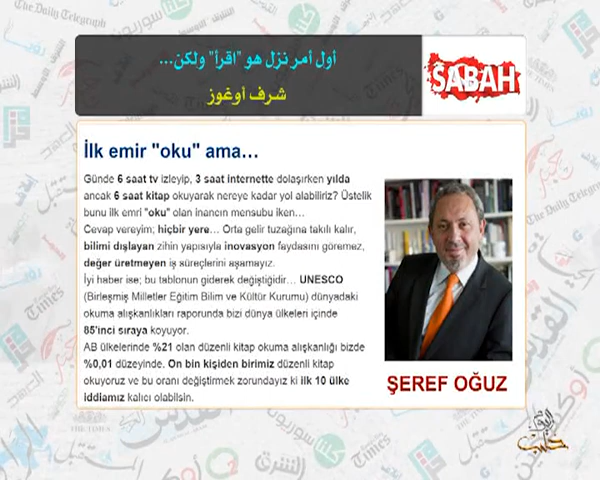 أول أمر نزل هو "اقرأ" ولكن...
شرف أوغوز
SABAH
İlk emir "oku" ama…
Günde 6 saat tv izleyip, 3 saat internette dolaşırken yılda
ancak 6 saat kitap okuyarak nereye kadar yol alabiliriz? Üstelik
bunu ilk emri "oku" olan inancın mensubu iken…
Cevap vereyim; hiçbir yere… Orta gelir tuzağına takılı kalır,
bilimi dışlayan zihin yapısıyla inovasyon faydasını göremez,
değer üretmeyen iş süreçlerini aşamayız.
İyi haber ise; bu tablonun giderek değiştiğidir… UNESCO
(Birleşmiş Milletler Eğitim Bilim ve Kültür Kurumu) dünyadaki
okuma alışkanlıkları raporunda bizi dünya ülkeleri içinde
85'inci sıraya koyuyor.
AB ülkelerinde %21 olan düzenli kitap okuma alışkanlığı bizde
%0,01 düzeyinde. On bin kişiden birimiz düzenli kitap
okuyoruz ve bu oranı değiştirmek zorundayız ki ilk 10 ülke
iddiamız kalıcı olabilsin.
ŞEREF OĞUZ